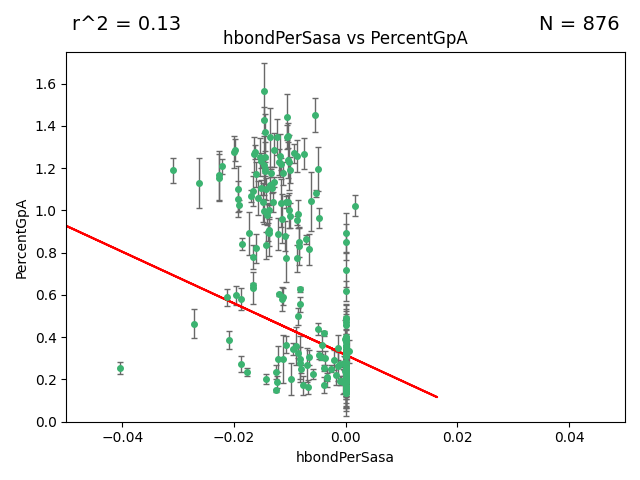 r^2 = 0.13
N = 876
hbondPerSasa vs PercentGpA
PercentGpA
1.6
1.4
1.2
1.0
0.8
0.6
0.4
0.2
0.0
−0.04
−0.02
0.00
0.02
0.04
hbondPerSasa